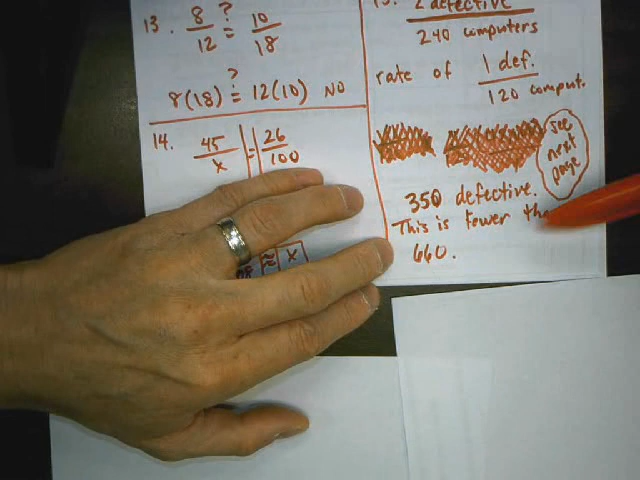 13. 8/12 ?= 10/18
8(18) ?= 12(10) NO
14. 45/x = 26/100
x
2 defective
240 computers
rate of 1 def./120 comput.
see
next
page
350 defective.
This is fewer
660.